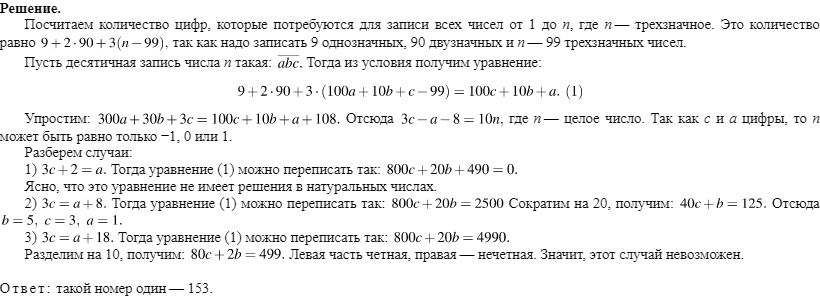 Решение.
Посчитаем количество цифр, которые потребуются для записи всех чисел от 1 до n, где n — трехзначное. Это количество
равно 9 + 2 · 90 + 3(n − 99), так как надо записать 9 однозначных, 90 двузначных и n — 99 трехзначных чисел.
Пусть десятичная запись числа n такая: \overline{abc}. Тогда из условия получим уравнение:
9 + 2 · 90 + 3 · (100a + 10b + c − 99) = 100c + 10b + a. (1)
Упростим: 300a + 30b + 3c = 100c + 10b + a + 108. Отсюда 3c − a − 8 = 10n, где n — целое число. Так как c и a цифры, то n
может быть равно только −1, 0 или 1.
Разберем случаи:
1) 3c + 2 = a. Тогда уравнение (1) можно переписать так: 800c + 20b + 490 = 0.
Ясно, что это уравнение не имеет решения в натуральных числах.
2) 3c = a + 8. Тогда уравнение (1) можно переписать так: 800c + 20b = 2500 Сократим на 20, получим: 40c + b = 125. Отсюда
b = 5, c = 3, a = 1.
3) 3c = a + 18. Тогда уравнение (1) можно переписать так: 800c + 20b = 4990.
Разделим на 10, получим: 80c + 2b = 499. Левая часть четная, правая — нечетная. Значит, этот случай невозможен.
Ответ: такой номер один — 153.